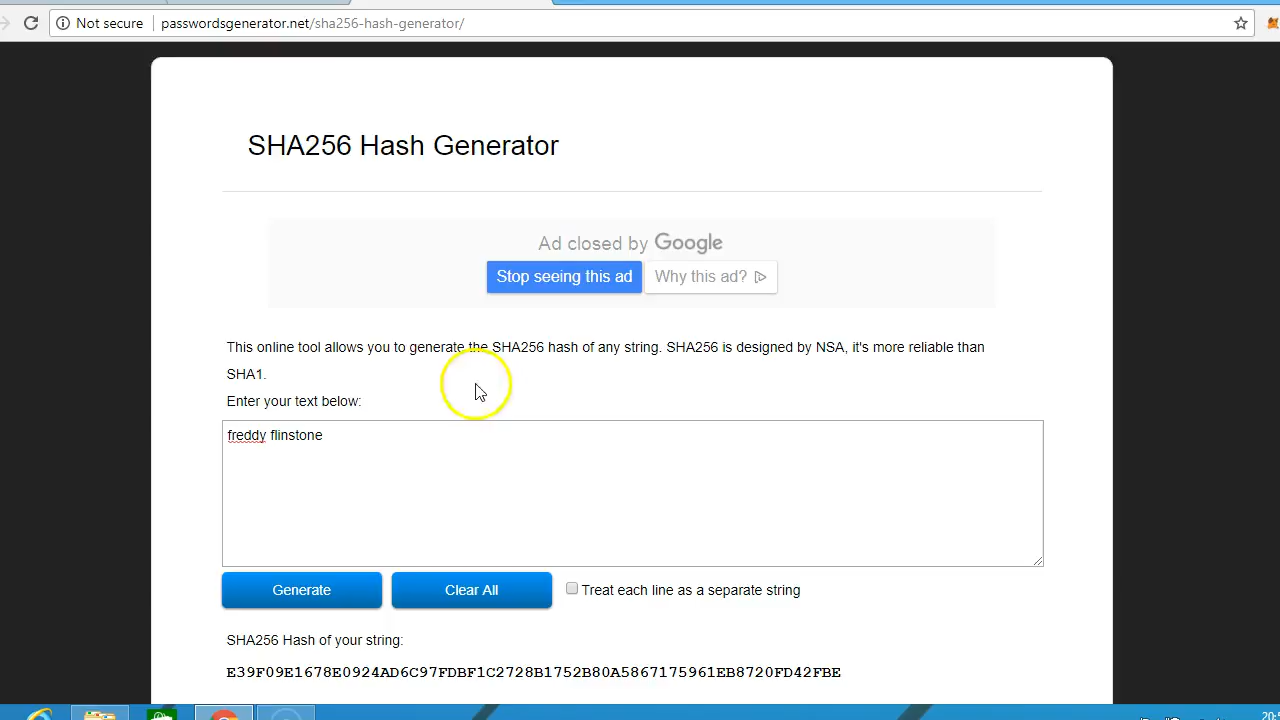 Not secure passwordsgenerator.net/sha256-hash-generator/
SHA256 Hash Generator
Ad closed by Google
Stop seeing this ad Why this ad?
This online tool allows you to generate the SHA256 hash of any string. SHA256 is designed by NSA, it's more reliable than
SHA1.
Enter your text below:
freddy flinstone
Generate Clear All Treat each line as a separate string
SHA256 Hash of your string:
E39F09E1678E0924AD6C97FDBF1C2728B1752B80A5867175961EB8720FD42FBE